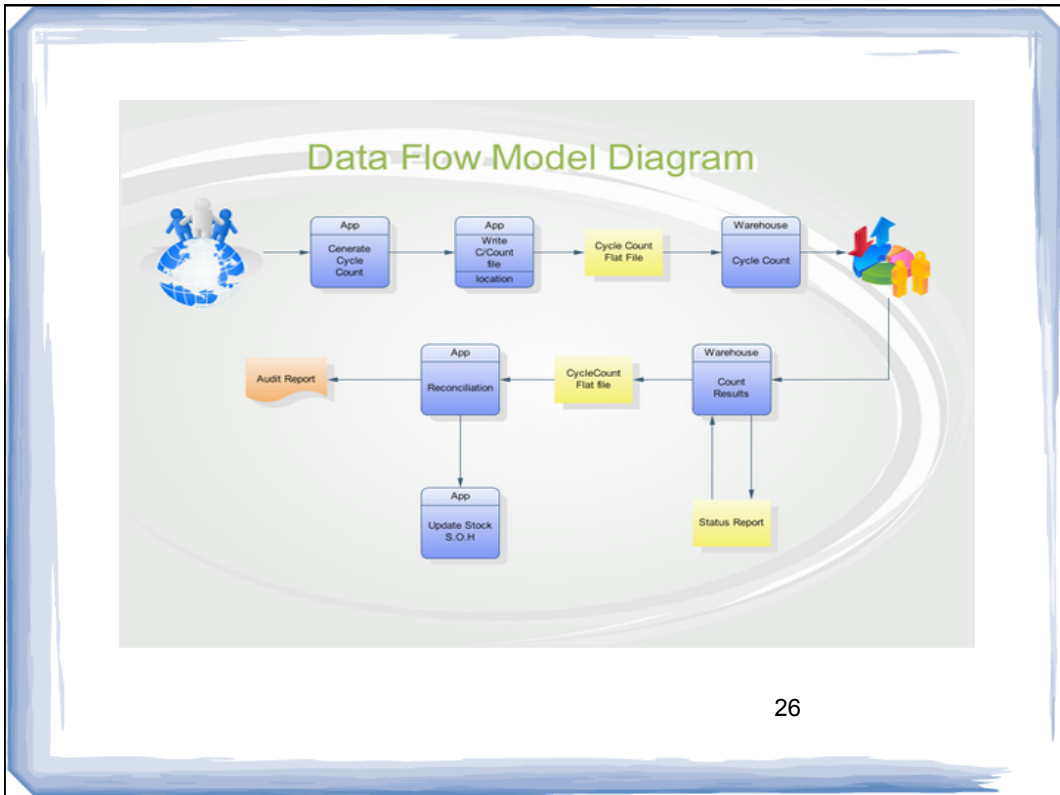 Data Flow Model Diagram
App
Cenerate
Cycle
Count
App
Write
C/Count
file
location
Cycle Count
Flat File
Warehouse
Cycle Count
Audit Report
App
Reconciliation
CycleCount
Flat file
Warehouse
Count
Results
App
Update Stock
S.O.H
Status Report
26